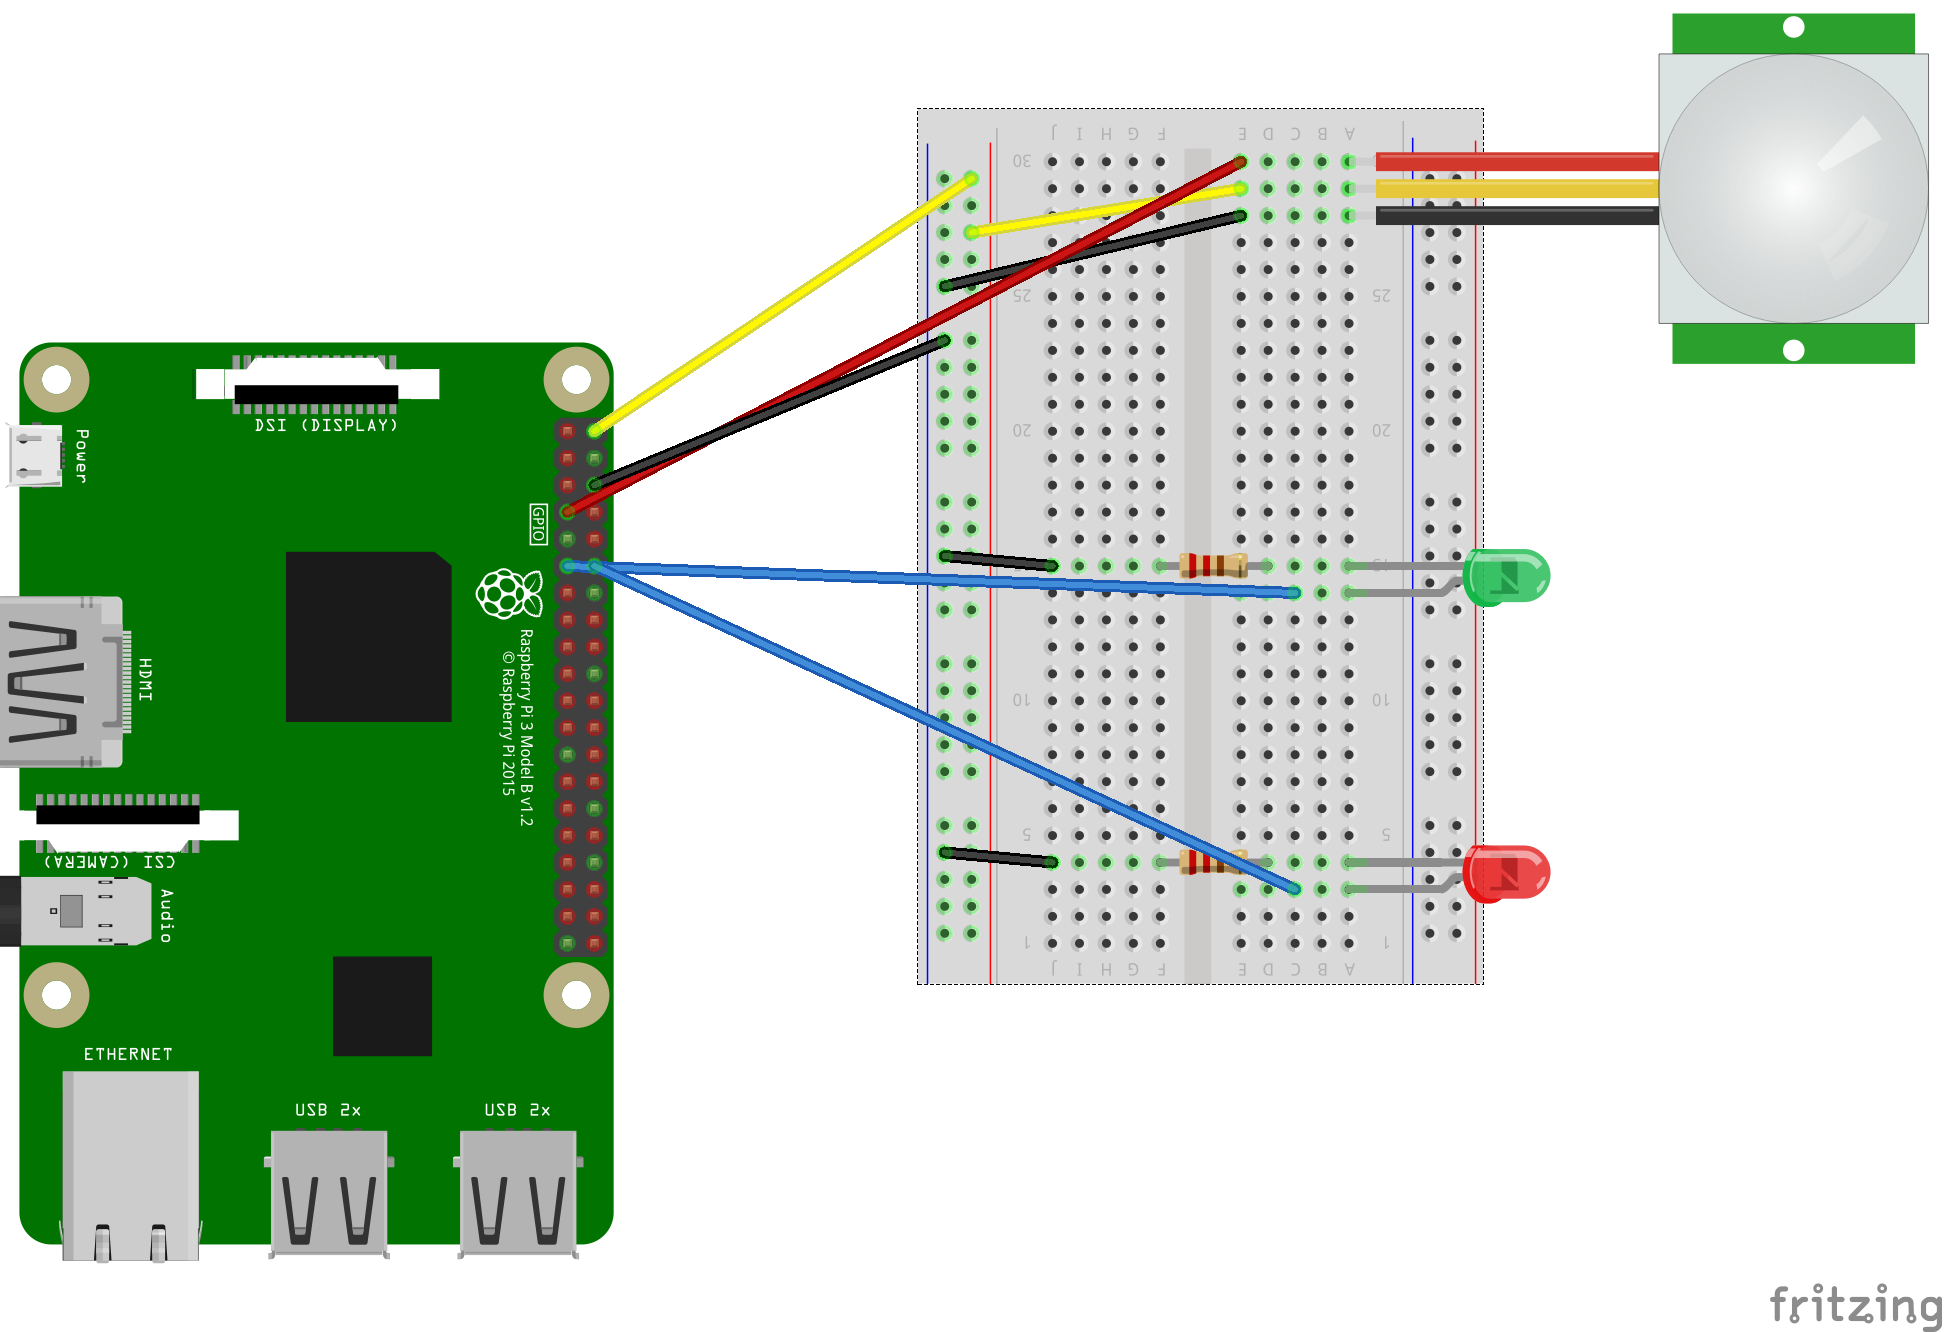 J I H G F E D C B A
30
25 25
20 20
15
10 10
5 5
1 1
J I H G F E D C B A
DSI (DISPLAY)
Power
GPIO
HDMI
Raspberry Pi 3 Model B v1.2
© Raspberry Pi 2015
CSI (CAMERA)
Audio
ETHERNET
USB 2x
USB 2x
fritzing